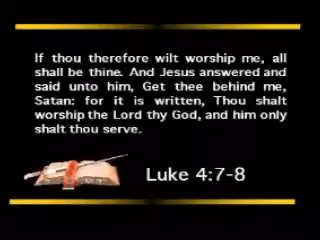 If thou therefore wilt worship me, all
shall be thine. And Jesus answered and
said unto him, Get thee behind me,
Satan: for it is written, Thou shalt
worship the Lord thy God, and him only
shalt thou serve.
Luke 4:7-8